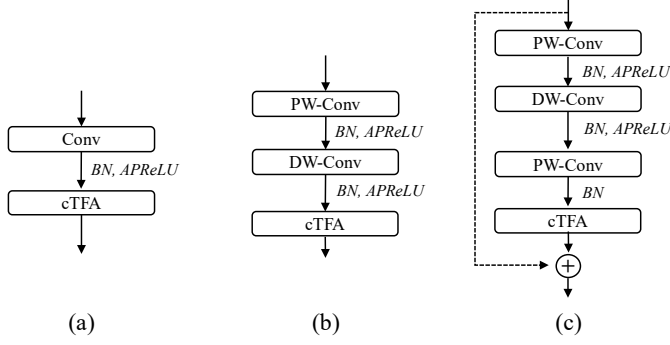 Conv
BN, APReLU
cTFA
(a)
PW-Conv
BN, APReLU
DW-Conv
BN, APReLU
cTFA
(b)
PW-Conv
BN, APReLU
DW-Conv
BN, APReLU
PW-Conv
BN
cTFA
+
(c)